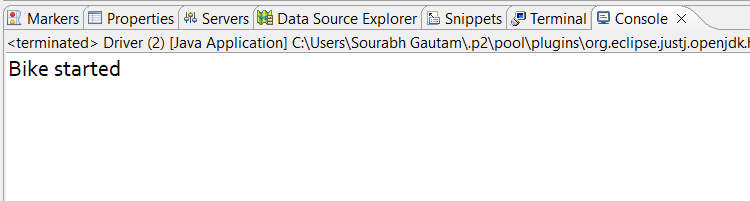 Markers Properties Servers Data Source Explorer Snippets Terminal Console
<terminated> Driver (2) [Java Application] C:\Users\Sourabh Gautam\.p2\pool\plugins\org.eclipse.justj.openjdk.h
Bike started